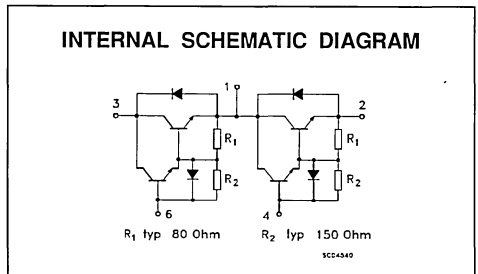 INTERNAL SCHEMATIC DIAGRAM
1
3
2
R1
R1
R2
R2
6
4
R1 typ 80 Ohm
R2 typ 150 Ohm
SC04540